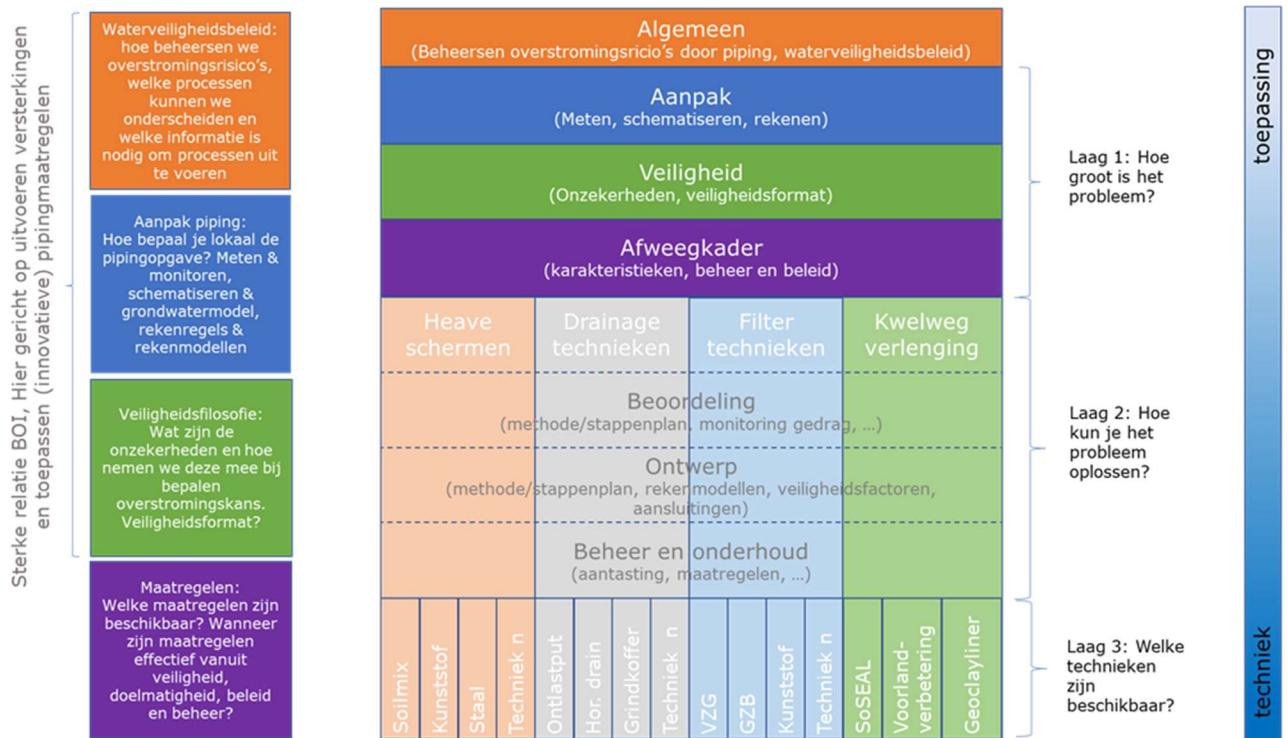 Sterke relatie BOI, Hier gericht op uitvoeren versterkingen
en toepassen (innovatieve) pipingmaatregelen
Waterveiligheidsbeleid:
hoe beheersen we
overstromingsrisico's,
welke processen
kunnen we
onderscheiden en
welke informatie is
nodig om processen uit
te voeren
Aanpak piping:
Hoe bepaal je lokaal de
pipingopgave? Meten &
monitoren,
schematiseren &
grondwatermodel,
rekenregels &
rekenmodellen
Veiligheidsfilosofie:
Wat zijn de
onzekerheden en hoe
nemen we deze mee bij
bepalen
overstromingskans.
Veiligheidsformat?
Maatregelen:
Welke maatregelen zijn
beschikbaar? Wanneer
zijn maatregelen
effectief vanuit
veiligheid,
doelmatigheid, beleid
en beheer?
Algemeen
(Beheersen overstromingsricio's door piping, waterveiligheidsbeleid)
Aanpak
(Meten, schematiseren, rekenen)
Veiligheid
(Onzekerheden, veiligheidsformat)
Afweegkader
(karakteristieken, beheer en beleid)
Heave
schermen
Drainage
technieken
Filter
technieken
Kwelweg
verlenging
Beoordeling
(methode/stappenplan, monitoring gedrag, ...)
Ontwerp
(methode/stappenplan, rekenmodellen, veiligheidsfactoren,
aansluitingen)
Beheer en onderhoud
(aantasting, maatregelen, ...)
Soilmix
Kunststof
Staal
Techniek n
Ontlastput
Hor. drain
Grindkoffer
Techniek n
VZG
GZB
Kunststof
Techniek n
SoSEAL
Voorland-
verbetering
Geoclayliner
Laag 1: Hoe
groot is het
probleem?
Laag 2: Hoe
kun je het
probleem
oplossen?
Laag 3: Welke
technieken
zijn
beschikbaar?
toepassing
techniek